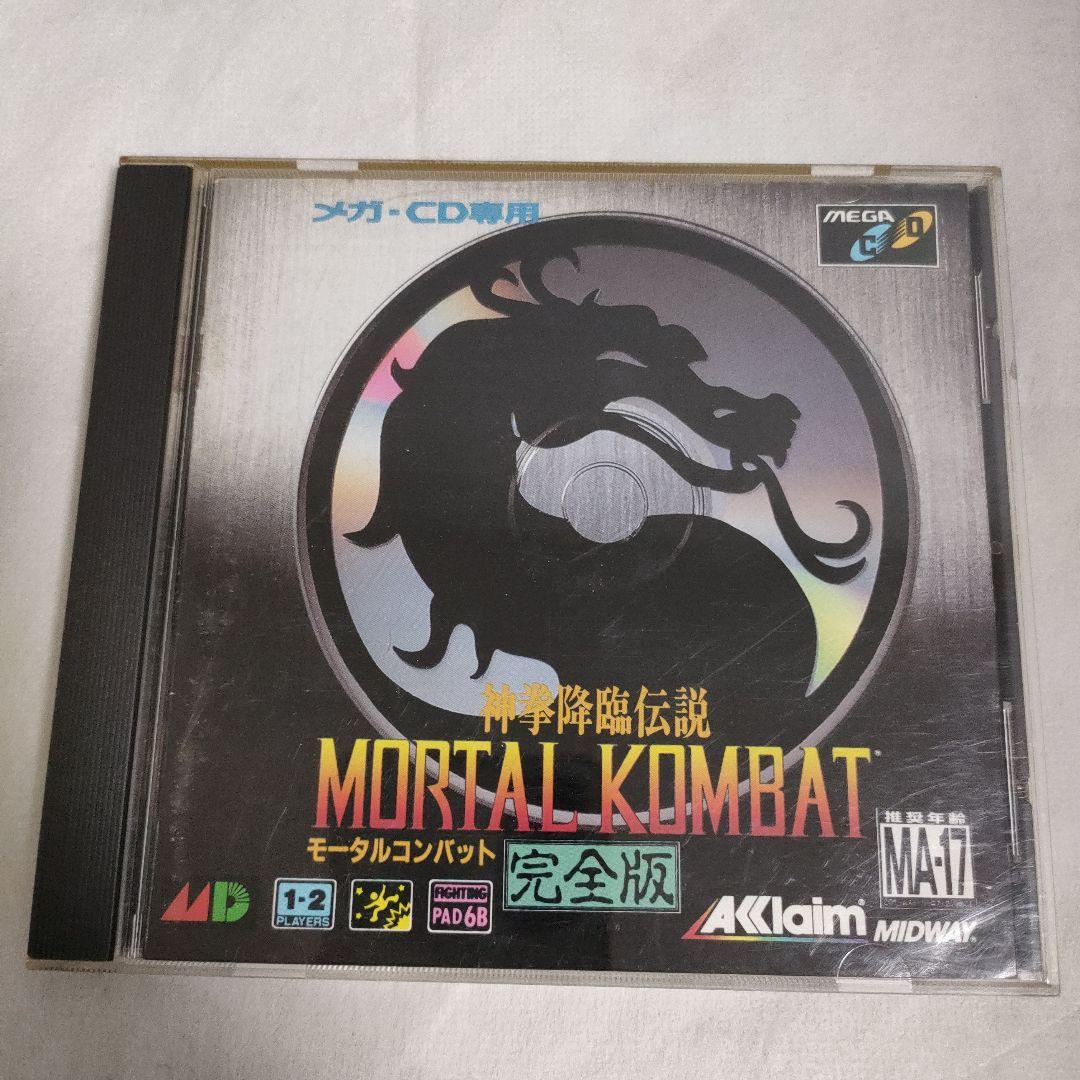 メガ-CD専用
MEGA
CD
神拳降臨伝説
MORTAL KOMBAT
モータルコンバット
完全版
推奨年齢
MA-17
MD
1-2
PLAYERS
FIGHTING
PAD 6B
AKklaim®
MIDWAY®